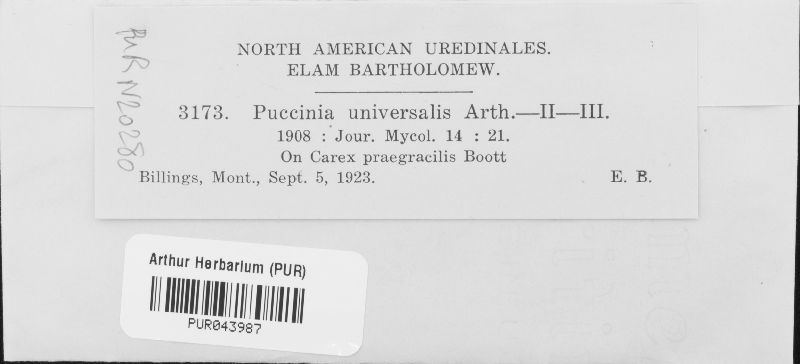 PUR N20280
NORTH AMERICAN UREDINALES.
ELAM BARTHOLOMEW.
3173. Puccinia universalis Arth.—II—III.
1908 : Jour. Mycol. 14 : 21.
On Carex praegracilis Boott
Billings, Mont., Sept. 5, 1923. E. B.
Arthur Herbarium (PUR)
PUR043987